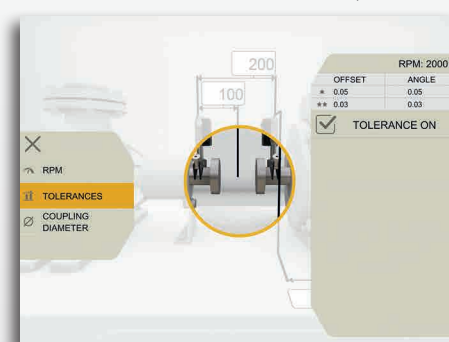 200
100
RPM: 2000
OFFSET ANGLE
* 0.05 0.05
** 0.03 0.03
TOLERANCE ON
RPM
TOLERANCES
COUPLING
DIAMETER